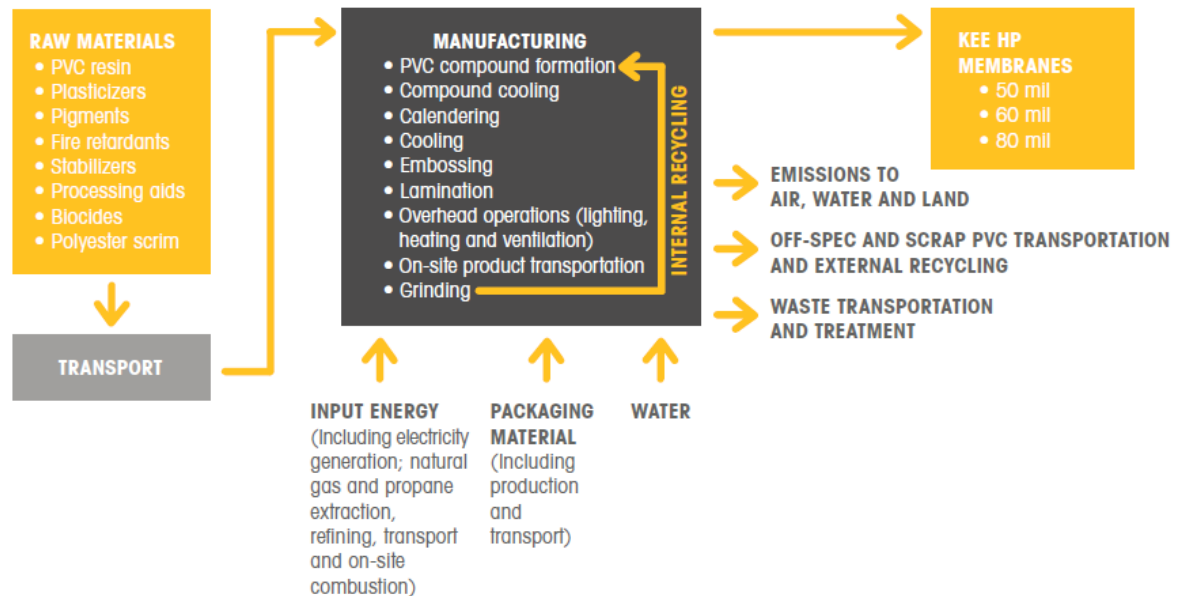 RAW MATERIALS
• PVC resin
• Plasticizers
• Pigments
• Fire retardants
• Stabilizers
• Processing aids
• Biocides
• Polyester scrim
TRANSPORT
MANUFACTURING
• PVC compound formation
• Compound cooling
• Calendering
• Cooling
• Embossing
• Lamination
• Overhead operations (lighting,
heating and ventilation)
• On-site product transportation
• Grinding
INTERNAL RECYCLING
INPUT ENERGY
(Including electricity
generation; natural
gas and propane
extraction,
refining, transport
and on-site
combustion)
PACKAGING
MATERIAL
(Including
production
and
transport)
WATER
KEE HP
MEMBRANES
• 50 mil
• 60 mil
• 80 mil
EMISSIONS TO
AIR, WATER AND LAND
OFF-SPEC AND SCRAP PVC TRANSPORTATION
AND EXTERNAL RECYCLING
WASTE TRANSPORTATION
AND TREATMENT